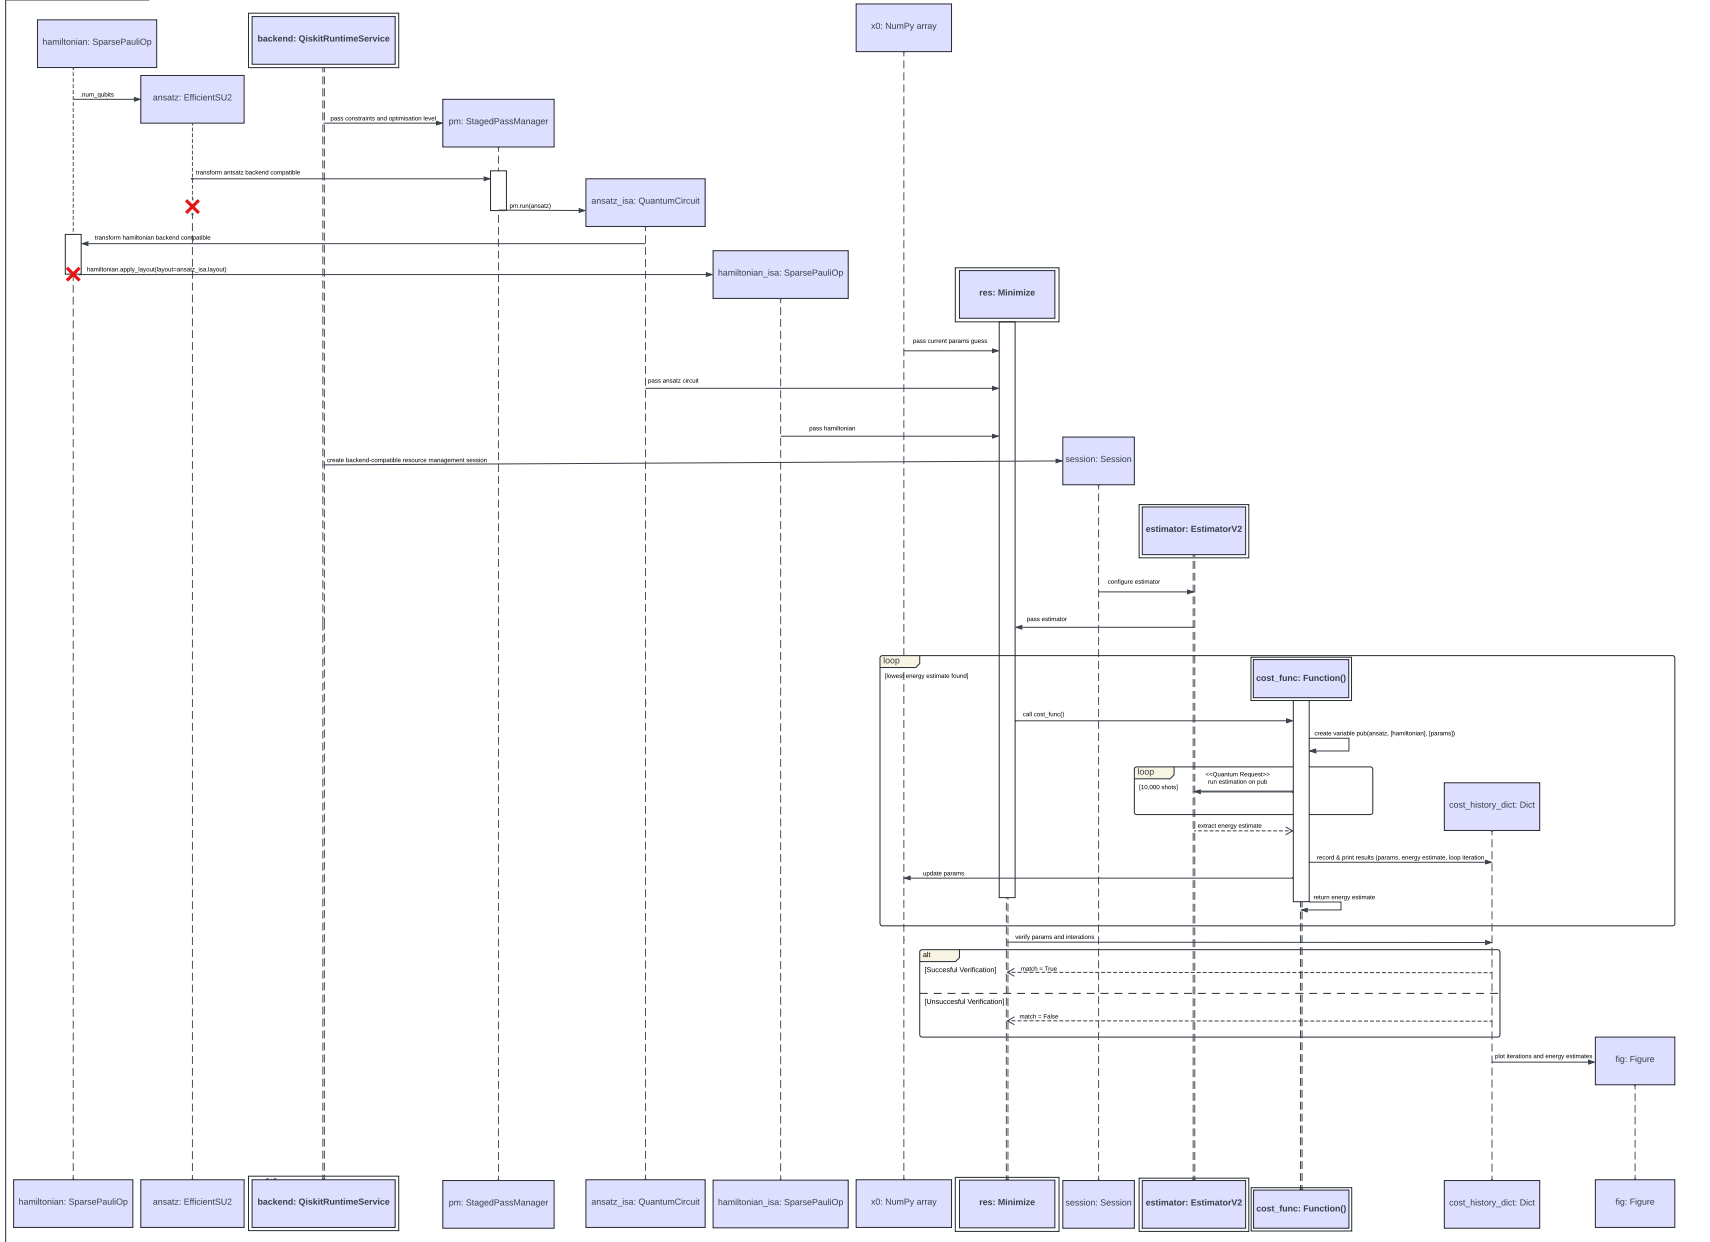 x0: NumPy array
hamiltonian: SparsePauliOp
backend: QiskitRuntimeService
.num_qubits
ansatz: EfficientSU2
pass constraints and optimisation level
pm: StagedPassManager
transform antsatz backend compatible
pm.run(ansatz)
ansatz_isa: QuantumCircuit
transform hamiltonian backend compatible
hamiltonian.apply_layout(layout=ansatz_isa.layout)
hamiltonian_isa: SparsePauliOp
res: Minimize
pass current params guess
pass ansatz circuit
pass hamiltonian
create backend-compatible resource management session
session: Session
estimator: EstimatorV2
configure estimator
pass estimator
loop
[lowest energy estimate found]
cost_func: Function()
call cost_func()
create variable pub(ansatz, [hamiltonian], [params])
loop
[10,000 shots]
<<Quantum Request>>
run estimation on pub
cost_history_dict: Dict
extract energy estimate
record & print results (params, energy estimate, loop iteration
update params
return energy estimate
verify params and interations
alt
[Succesful Verification]
match = True
[Unsuccesful Verification]
match = False
plot iterations and energy estimates
fig: Figure
hamiltonian: SparsePauliOp
ansatz: EfficientSU2
backend: QiskitRuntimeService
pm: StagedPassManager
ansatz_isa: QuantumCircuit
hamiltonian_isa: SparsePauliOp
x0: NumPy array
res: Minimize
session: Session
estimator: EstimatorV2
cost_func: Function()
cost_history_dict: Dict
fig: Figure